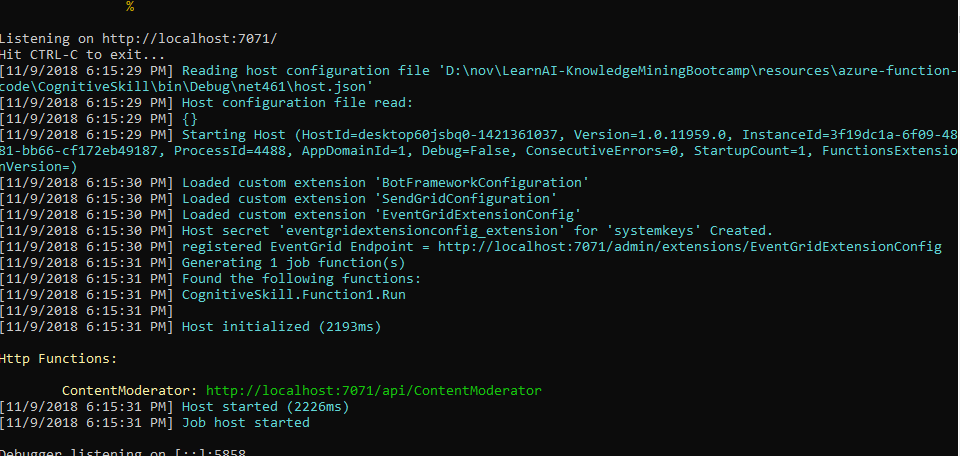 %
Listening on http://localhost:7071/
Hit CTRL-C to exit...
[11/9/2018 6:15:29 PM] Reading host configuration file 'D:\nov\LearnAI-KnowledgeMiningBootcamp\resources\azure-function-
code\CognitiveSkill\bin\Debug\net461\host.json'
[11/9/2018 6:15:29 PM] Host configuration file read:
[11/9/2018 6:15:29 PM] {}
[11/9/2018 6:15:29 PM] Starting Host (HostId=desktop60jsbq0-1421361037, Version=1.0.11959.0, InstanceId=3f19dc1a-6f09-48
81-bb66-cf172eb49187, ProcessId=4488, AppDomainId=1, Debug=False, ConsecutiveErrors=0, StartupCount=1, FunctionsExtensio
nVersion=)
[11/9/2018 6:15:30 PM] Loaded custom extension 'BotFrameworkConfiguration'
[11/9/2018 6:15:30 PM] Loaded custom extension 'SendGridConfiguration'
[11/9/2018 6:15:30 PM] Loaded custom extension 'EventGridExtensionConfig'
[11/9/2018 6:15:30 PM] Host secret 'eventgridextensionconfig_extension' for 'systemkeys' Created.
[11/9/2018 6:15:30 PM] registered EventGrid Endpoint = http://localhost:7071/admin/extensions/EventGridExtensionConfig
[11/9/2018 6:15:31 PM] Generating 1 job function(s)
[11/9/2018 6:15:31 PM] Found the following functions:
[11/9/2018 6:15:31 PM] CognitiveSkill.Function1.Run
[11/9/2018 6:15:31 PM]
[11/9/2018 6:15:31 PM] Host initialized (2193ms)
Http Functions:
ContentModerator: http://localhost:7071/api/ContentModerator
[11/9/2018 6:15:31 PM] Host started (2226ms)
[11/9/2018 6:15:31 PM] Job host started
Debugger listening on [::]:5858